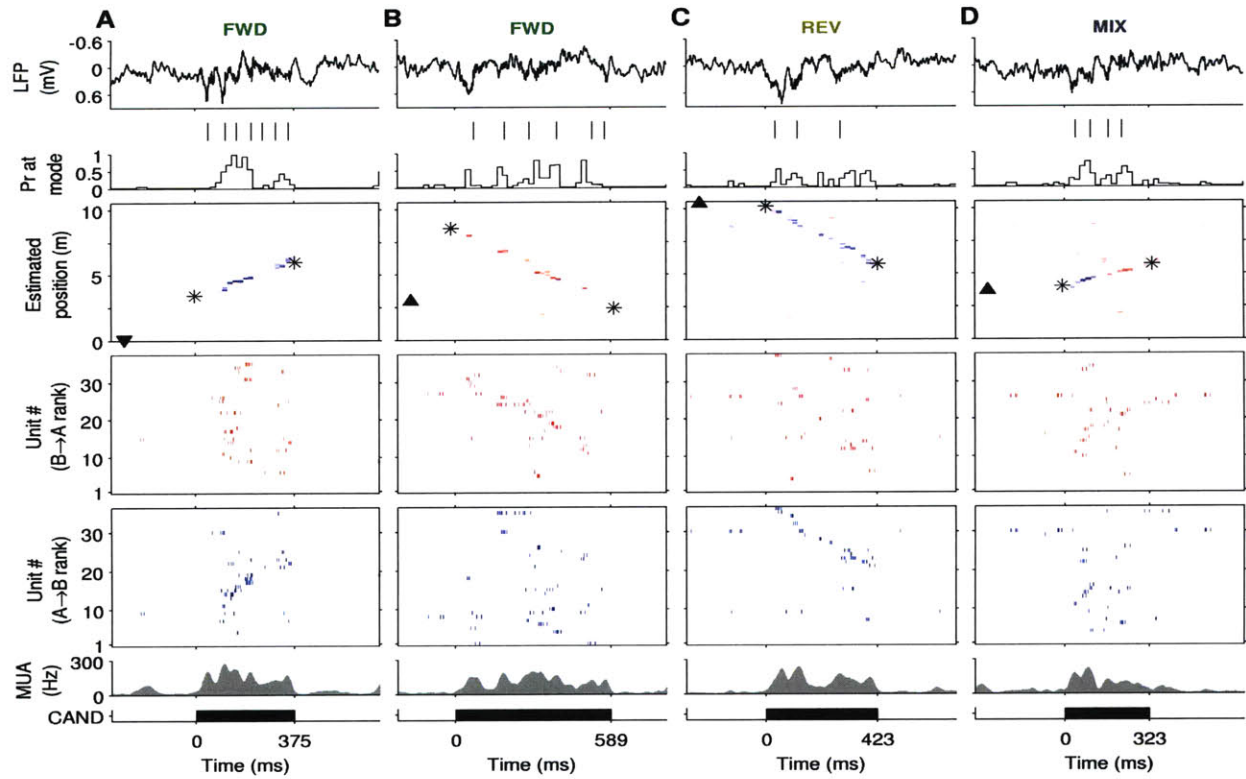 A B C D
FWD FWD REV MIX
LFP
(mV)
-0.6
0
0.6
Pr at
mode
1
0.5
0
Estimated
position (m)
10
5
0
Unit #
(B→A rank)
30
20
10
1
Unit #
(A→B rank)
30
20
10
1
MUA
(Hz)
300
0
CAND
0 375 0 589 0 423 0 323
Time (ms) Time (ms) Time (ms) Time (ms)